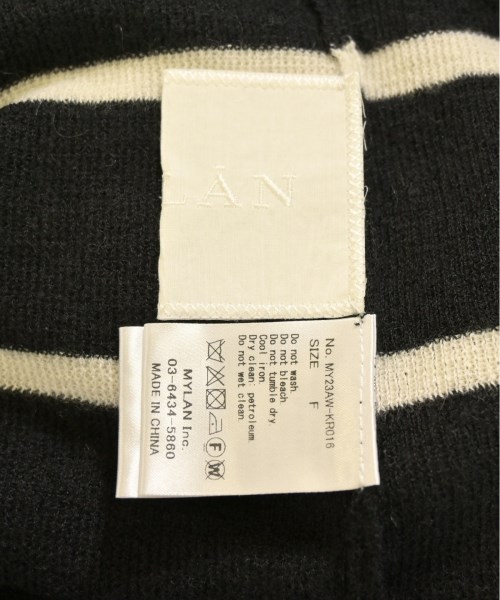 LÀN
No. MY23AW-KR016
SIZE F
Do not wash.
Do not bleach.
Do not tumble dry.
Cool iron.
Dry clean: petroleum.
Do not wet clean.
F W
MYLAN Inc.
03-6434-5860
MADE IN CHINA